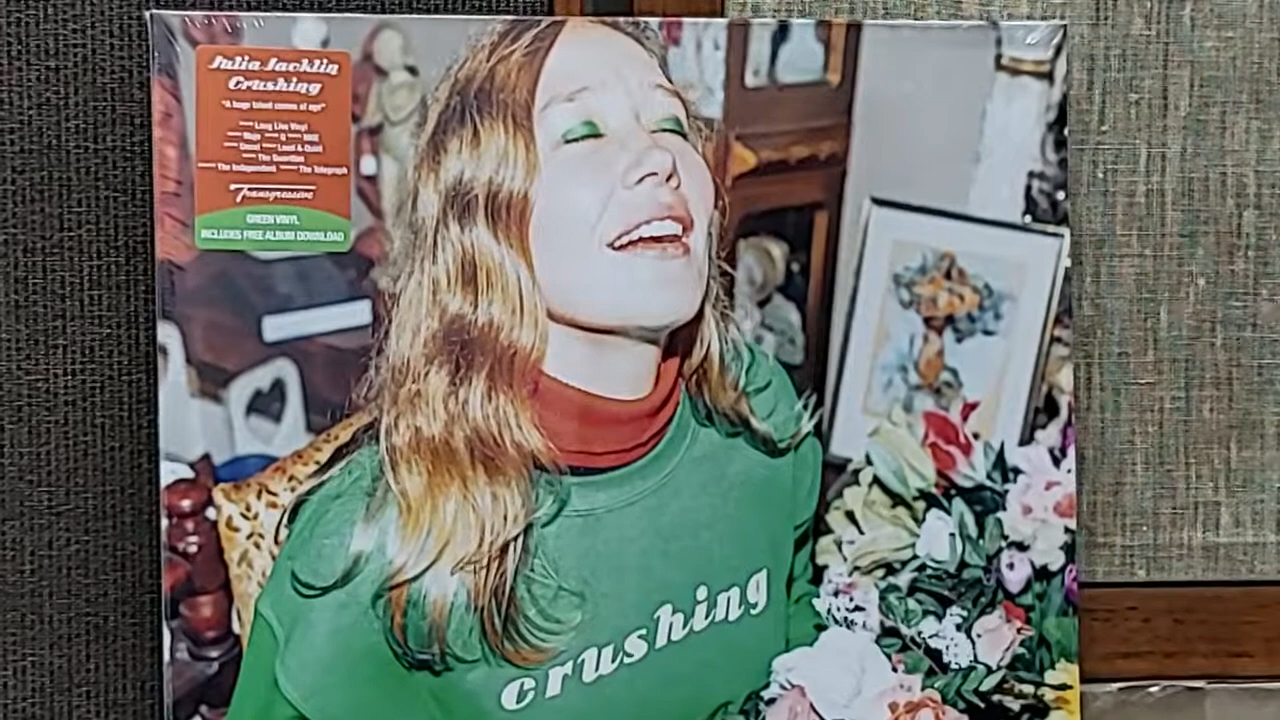 Julia Jacklin
Crushing
"A huge talent comes of age"
**** Long Live Vinyl
**** Mojo **** Q **** NME
**** Uncut **** Loud & Quiet
**** The Guardian
***** The Independent ***** The Telegraph
Transgressive
GREEN VINYL
INCLUDES FREE ALBUM DOWNLOAD
crushing